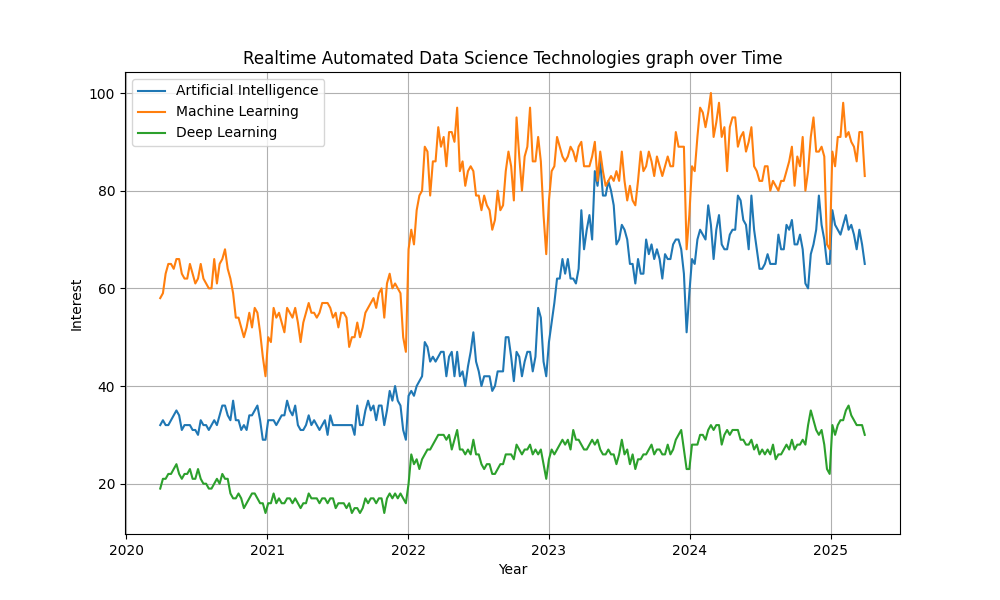 Realtime Automated Data Science Technologies graph over Time
Artificial Intelligence
Machine Learning
Deep Learning
100
80
60
40
20
Interest
2020 2021 2022 2023 2024 2025
Year